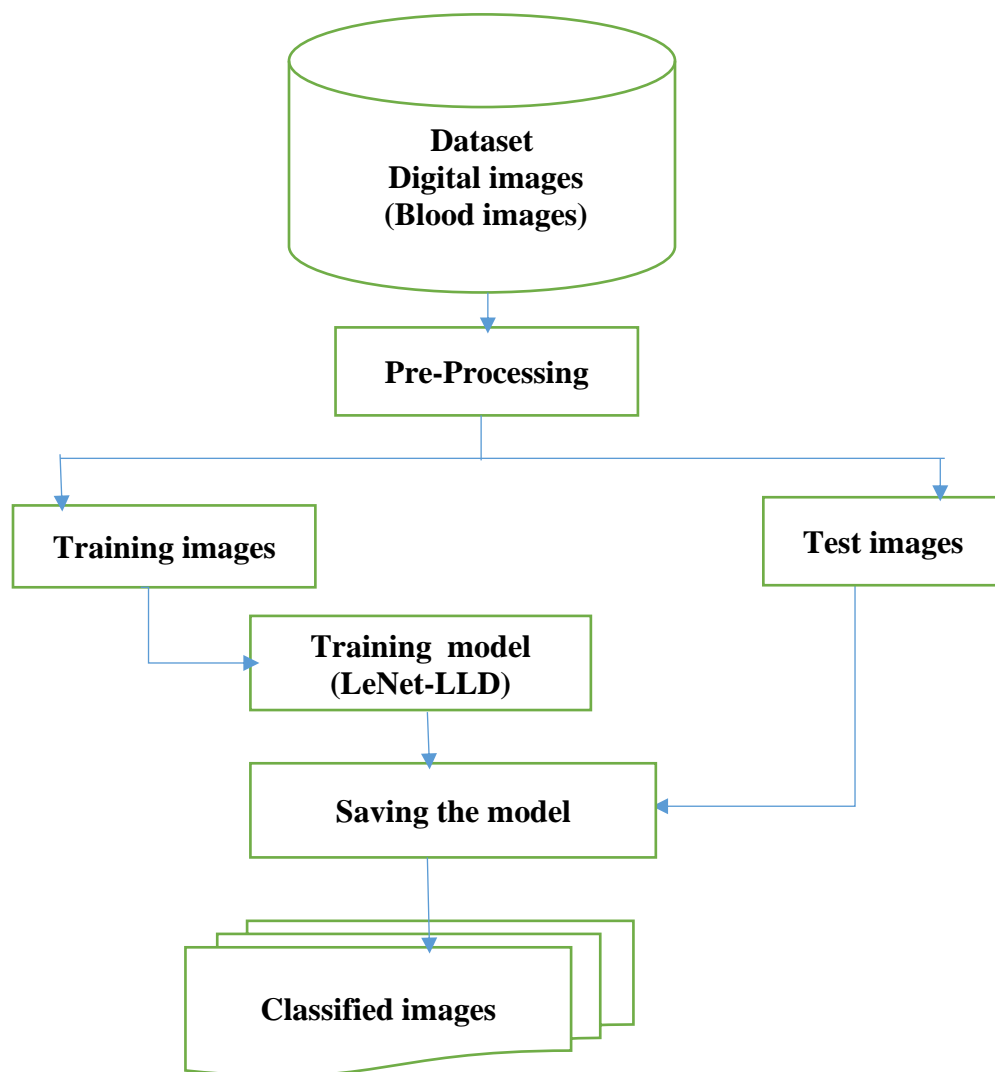 Dataset
Digital images
(Blood images)
Pre-Processing
Training images
Test images
Training model
(LeNet-LLD)
Saving the model
Classified images